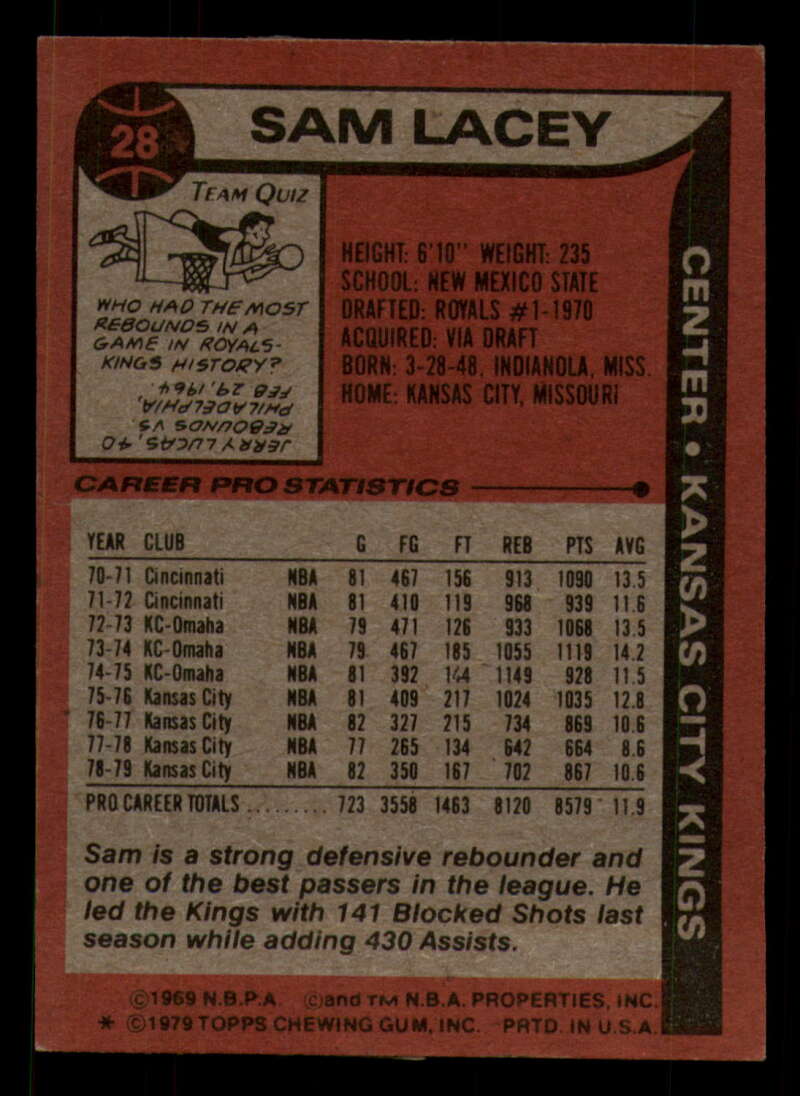 28
SAM LACEY
TEAM QUIZ
WHO HAD THE MOST
REBOUNDS IN A
GAME IN ROYALS-
KINGS HISTORY?
JERRY LUCAS, 40
REBOUNDS VS.
PHILADELPHIA,
FEB 29, 1964.
HEIGHT: 6'10" WEIGHT: 235
SCHOOL: NEW MEXICO STATE
DRAFTED: ROYALS #1-1970
ACQUIRED: VIA DRAFT
BORN: 3-28-48, INDIANOLA, MISS.
HOME: KANSAS CITY, MISSOURI
CENTER • KANSAS CITY KINGS
CAREER PRO STATISTICS
YEAR CLUB G FG FT REB PTS AVG
70-71 Cincinnati NBA 81 467 156 913 1090 13.5
71-72 Cincinnati NBA 81 410 119 968 939 11.6
72-73 KC-Omaha NBA 79 471 126 933 1068 13.5
73-74 KC-Omaha NBA 79 467 185 1055 1119 14.2
74-75 KC-Omaha NBA 81 392 144 1149 928 11.5
75-76 Kansas City NBA 81 409 217 1024 1035 12.8
76-77 Kansas City NBA 82 327 215 734 869 10.6
77-78 Kansas City NBA 77 265 134 642 664 8.6
78-79 Kansas City NBA 82 350 167 702 867 10.6
PRO CAREER TOTALS ......... 723 3558 1463 8120 8579 11.9
Sam is a strong defensive rebounder and
one of the best passers in the league. He
led the Kings with 141 Blocked Shots last
season while adding 430 Assists.
©1969 N.B.P.A. ©and TM N.B.A. PROPERTIES, INC.
* ©1979 TOPPS CHEWING GUM, INC. PRTD. IN U.S.A.